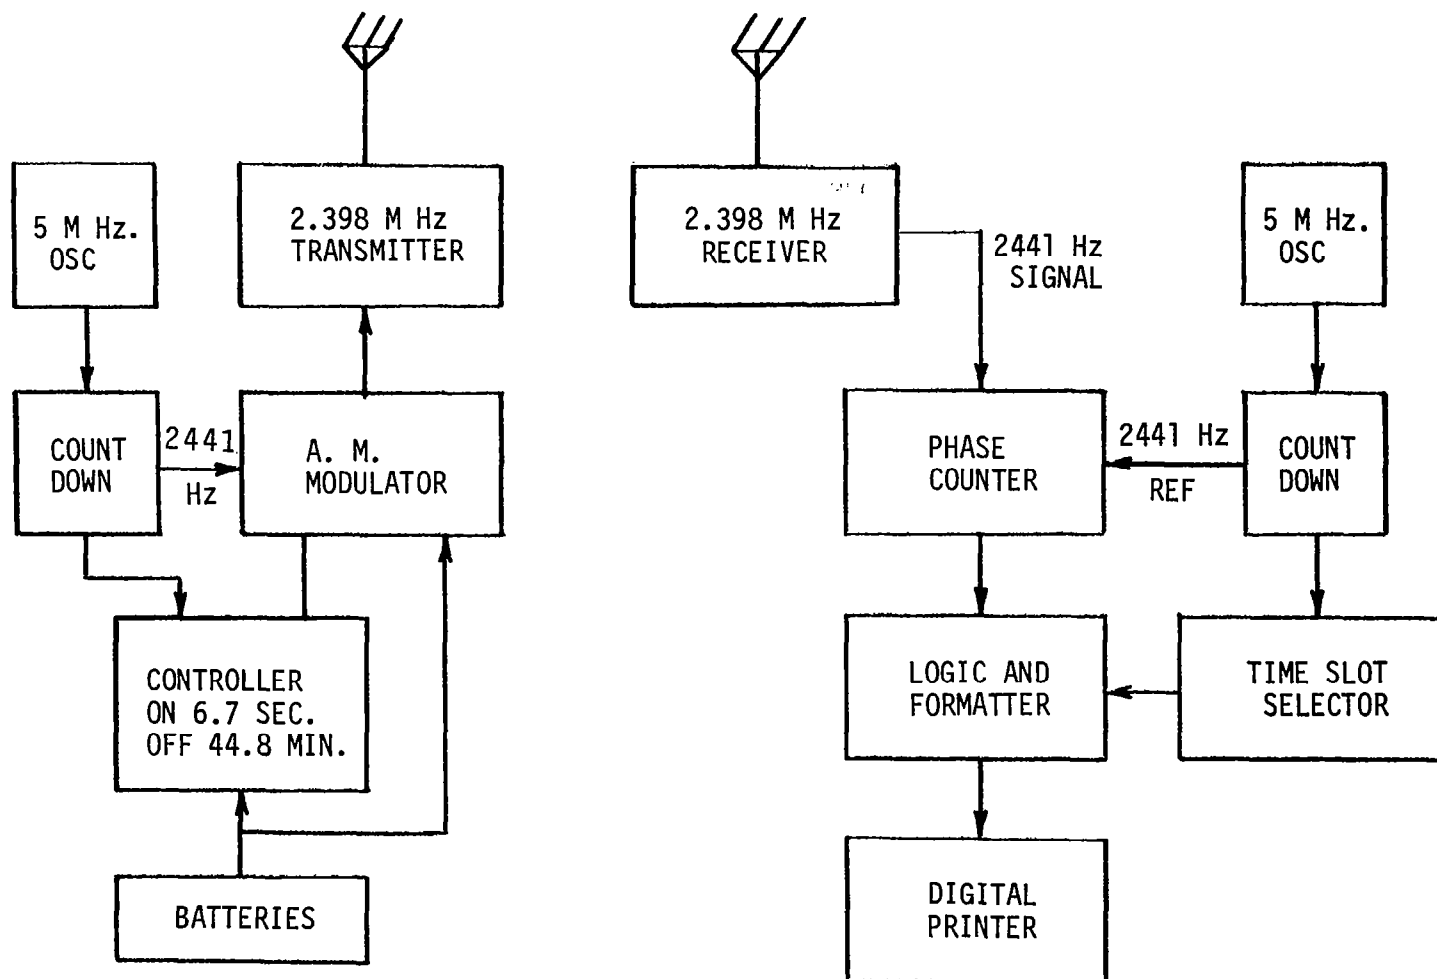 5 M Hz.
OSC
2.398 M Hz
TRANSMITTER
COUNT
DOWN
2441
Hz
A. M.
MODULATOR
CONTROLLER
ON 6.7 SEC.
OFF 44.8 MIN.
BATTERIES
2.398 M Hz
RECEIVER
2441 Hz
SIGNAL
5 M Hz.
OSC
PHASE
COUNTER
2441 Hz
REF
COUNT
DOWN
LOGIC AND
FORMATTER
TIME SLOT
SELECTOR
DIGITAL
PRINTER